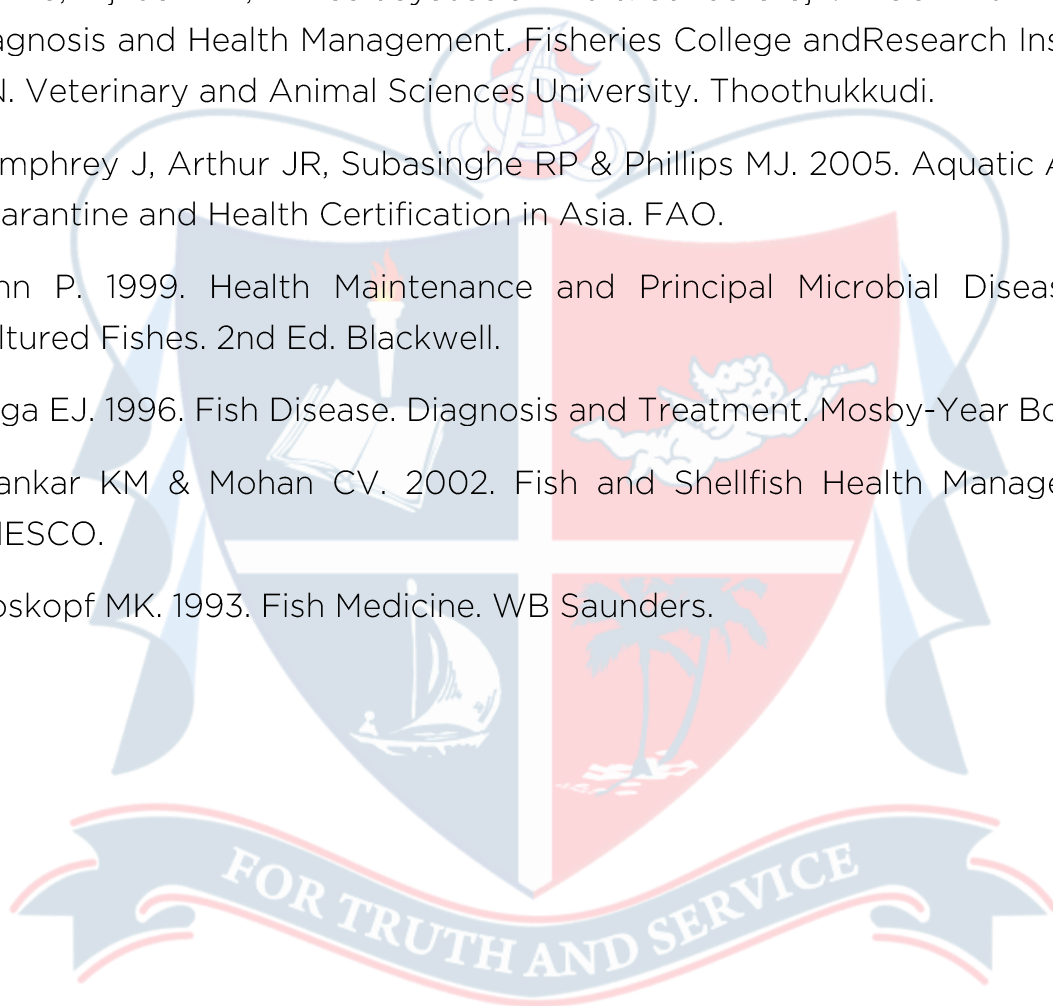 agnosis and Health Management. Fisheries College andResearch Ins
N. Veterinary and Animal Sciences University. Thoothukkudi.
mphrey J, Arthur JR, Subasinghe RP & Phillips MJ. 2005. Aquatic A
arantine and Health Certification in Asia. FAO.
nn P. 1999. Health Maintenance and Principal Microbial Diseas
ltured Fishes. 2nd Ed. Blackwell.
ga EJ. 1996. Fish Disease. Diagnosis and Treatment. Mosby-Year Bo
ankar KM & Mohan CV. 2002. Fish and Shellfish Health Manage
NESCO.
oskopf MK. 1993. Fish Medicine. WB Saunders.
FOR TRUTH AND SERVICE